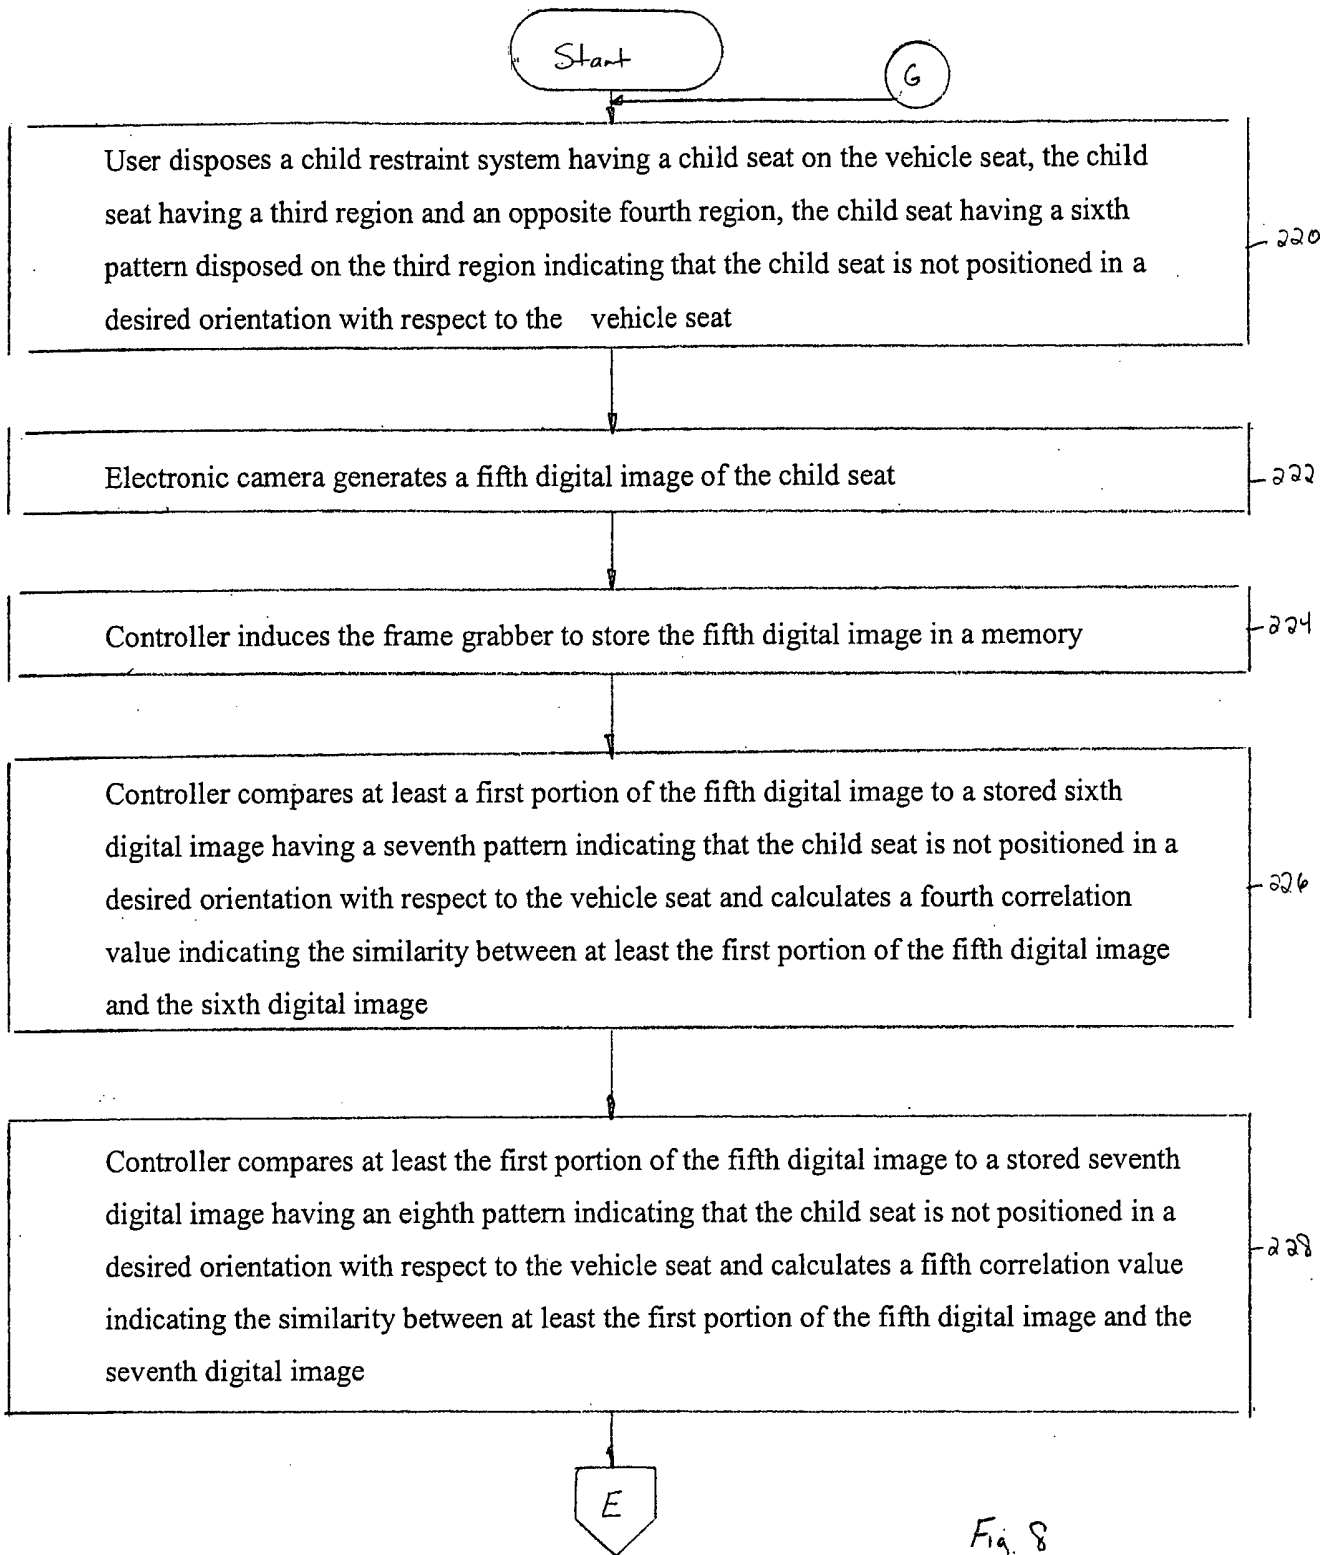 Start
G
User disposes a child restraint system having a child seat on the vehicle seat, the child
seat having a third region and an opposite fourth region, the child seat having a sixth
pattern disposed on the third region indicating that the child seat is not positioned in a
desired orientation with respect to the vehicle seat
220
Electronic camera generates a fifth digital image of the child seat
222
Controller induces the frame grabber to store the fifth digital image in a memory
224
Controller compares at least a first portion of the fifth digital image to a stored sixth
digital image having a seventh pattern indicating that the child seat is not positioned in a
desired orientation with respect to the vehicle seat and calculates a fourth correlation
value indicating the similarity between at least the first portion of the fifth digital image
and the sixth digital image
226
Controller compares at least the first portion of the fifth digital image to a stored seventh
digital image having an eighth pattern indicating that the child seat is not positioned in a
desired orientation with respect to the vehicle seat and calculates a fifth correlation value
indicating the similarity between at least the first portion of the fifth digital image and the
seventh digital image
228
E
Fig. 8